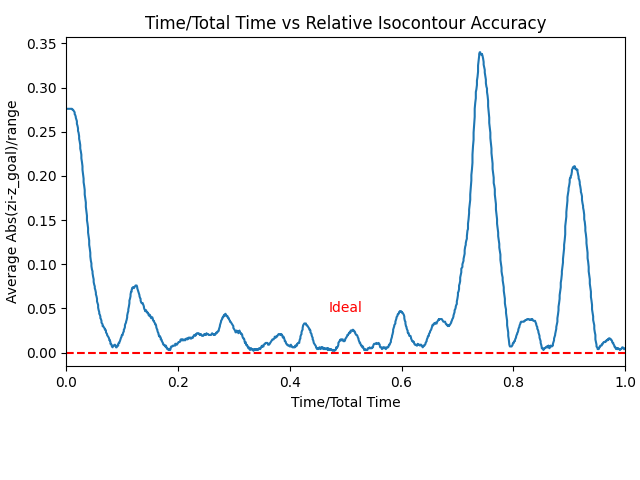 Time/Total Time vs Relative Isocontour Accuracy
Average Abs(zi-z_goal)/range
0.35
0.30
0.25
0.20
0.15
0.10
0.05
0.00
Ideal
0.0 0.2 0.4 0.6 0.8 1.0
Time/Total Time